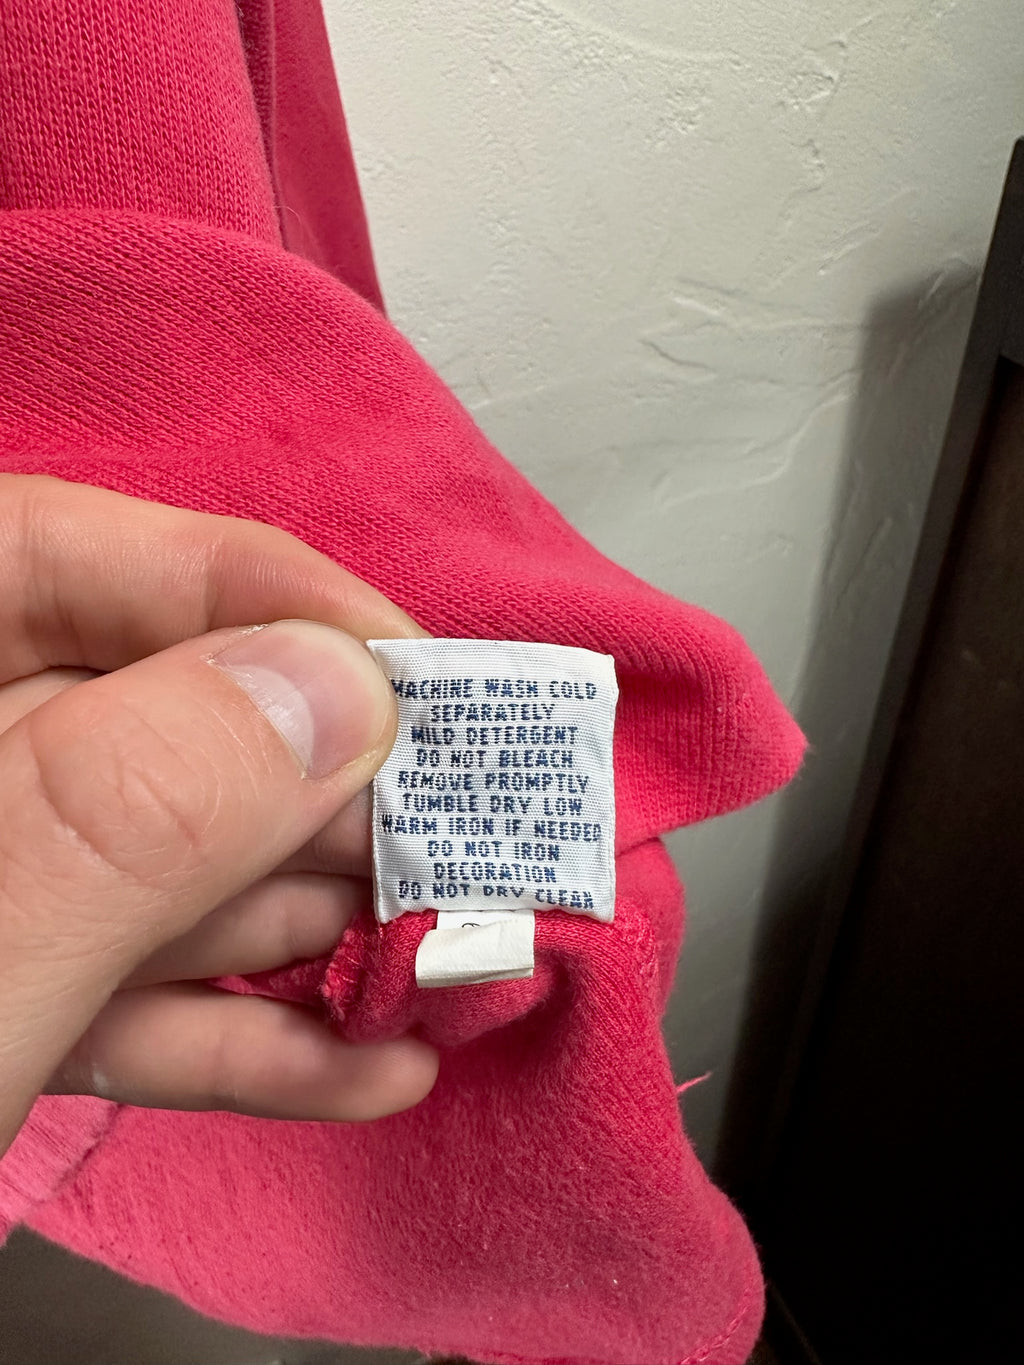 MACHINE WASH COLD
SEPARATELY
MILD DETERGENT
DO NOT BLEACH
REMOVE PROMPTLY
TUMBLE DRY LOW
WARM IRON IF NEEDED
DO NOT IRON
DECORATION
DO NOT DRY CLEAN